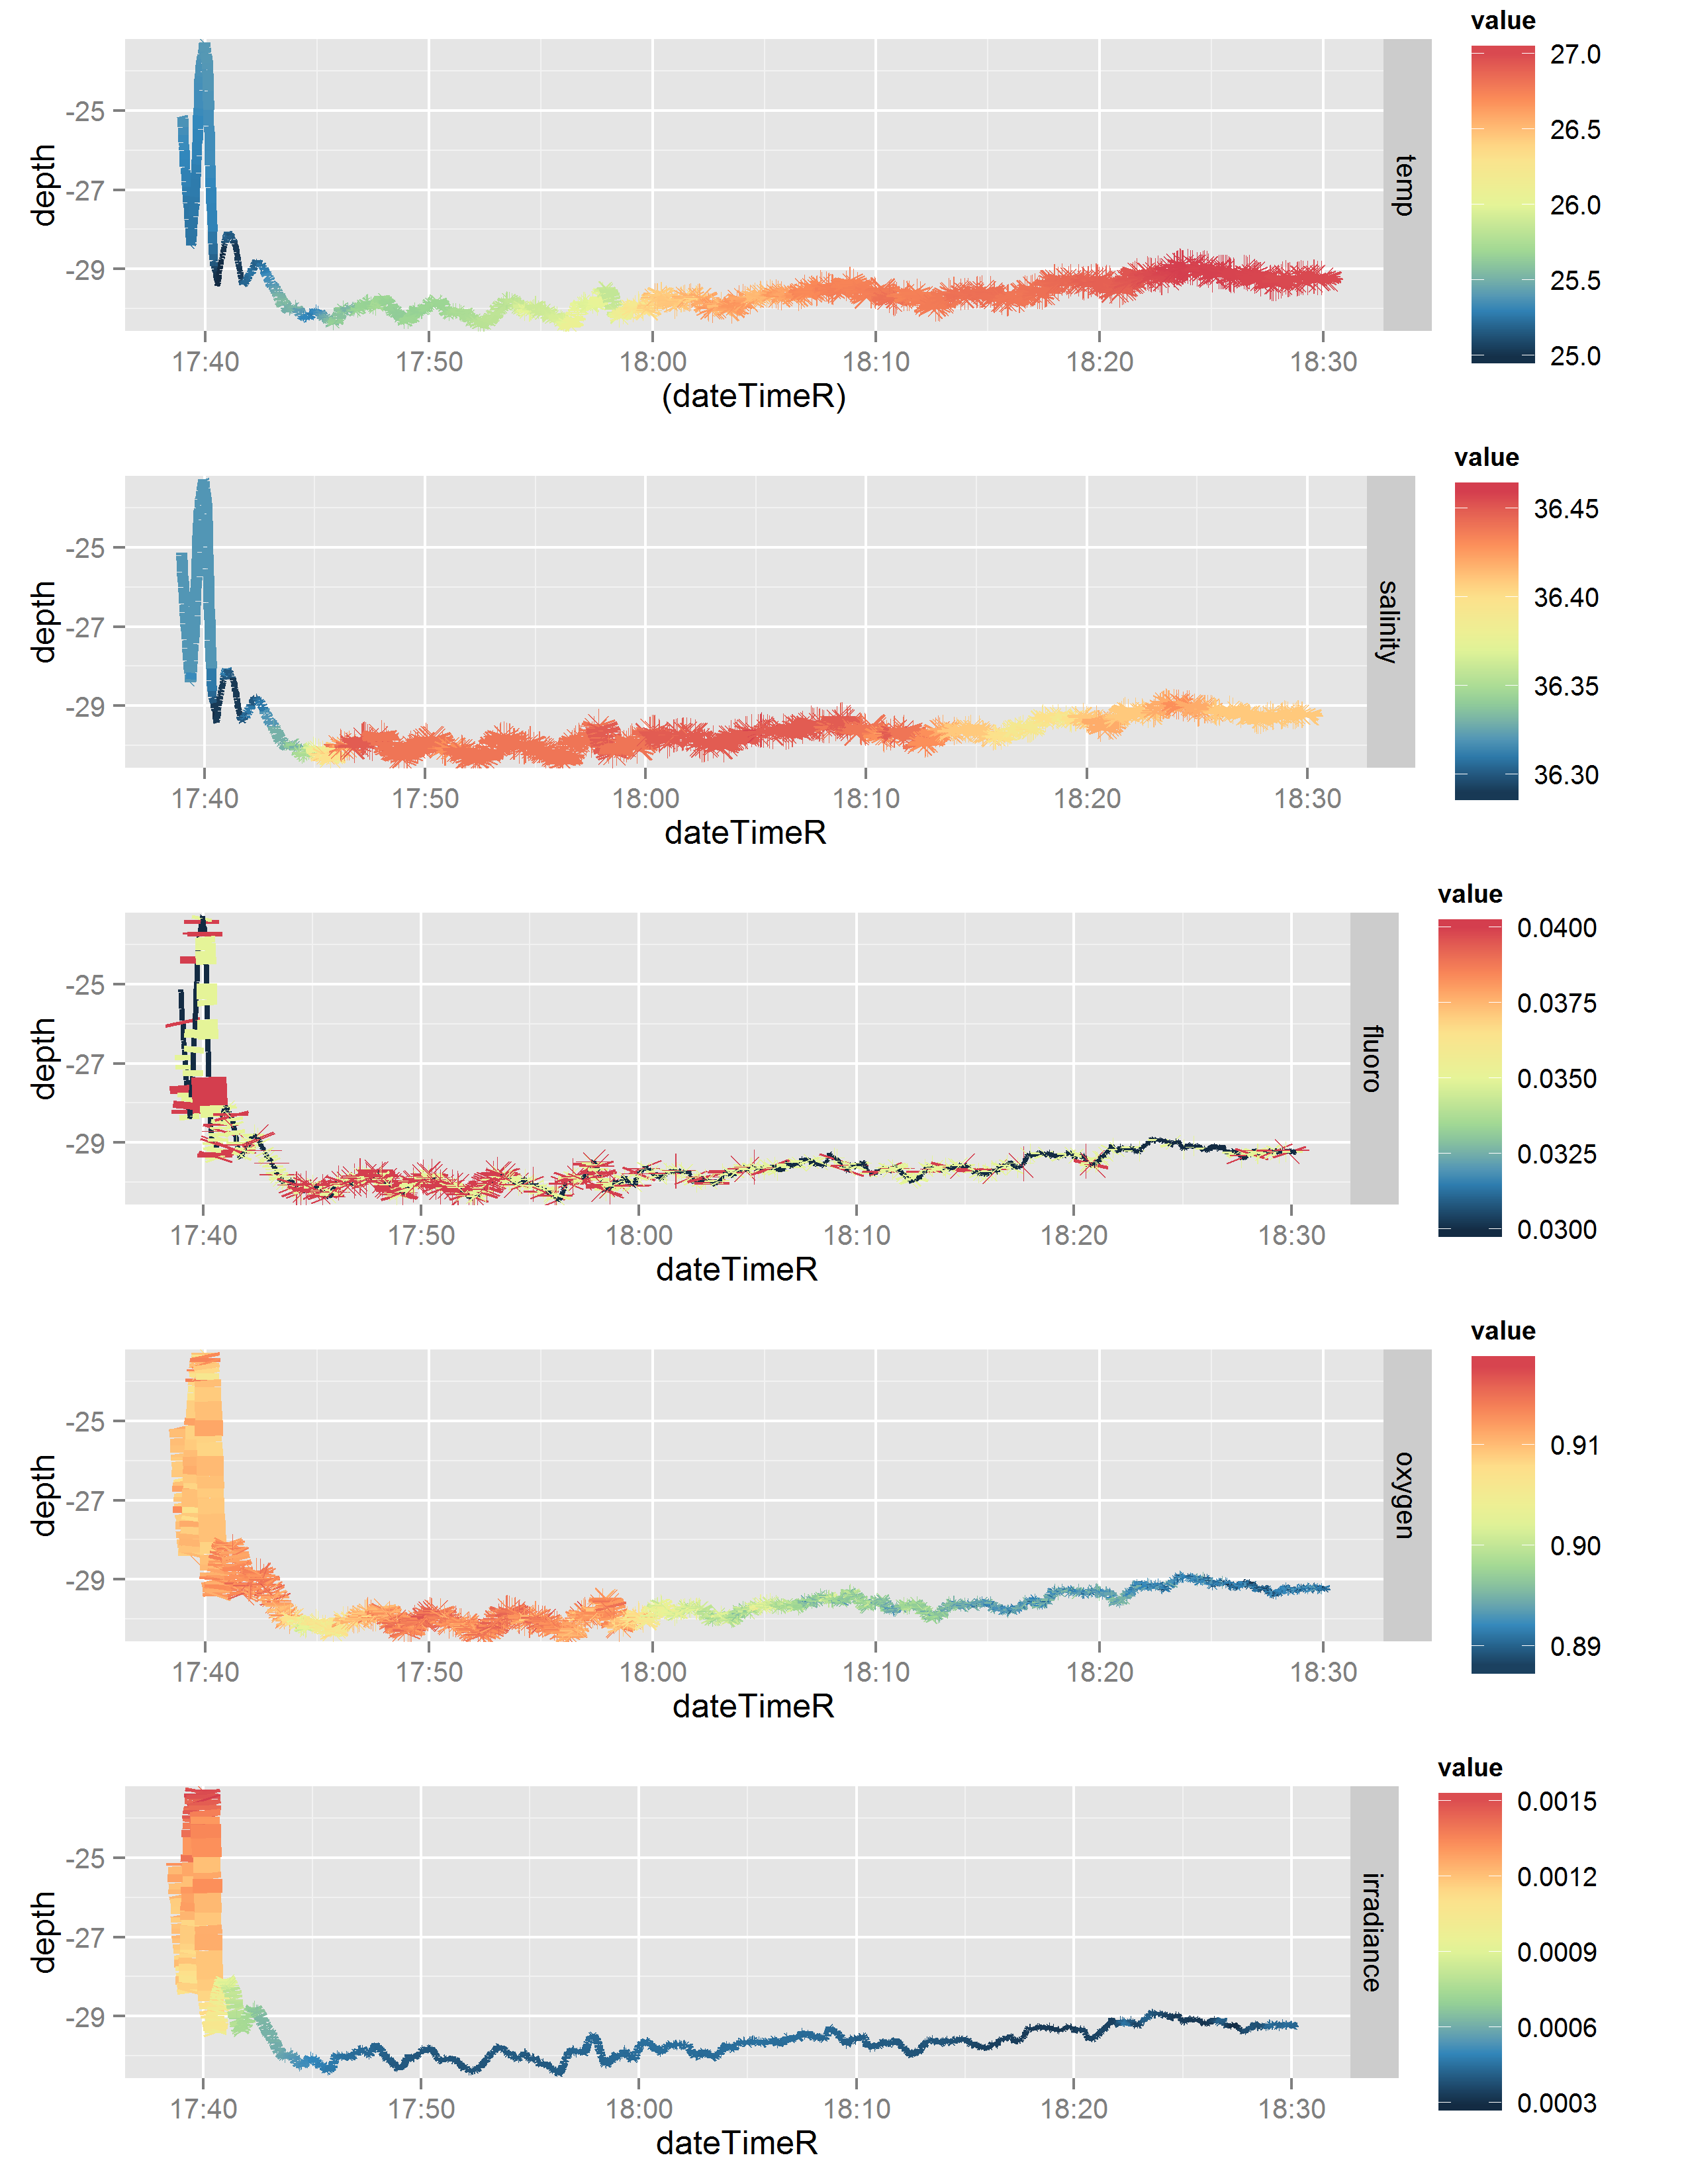 value
27.0
26.5
26.0
25.5
25.0
depth
-25
-27
-29
temp
17:40 17:50 18:00 18:10 18:20 18:30
(dateTimeR)
value
36.45
36.40
36.35
36.30
depth
-25
-27
-29
salinity
17:40 17:50 18:00 18:10 18:20 18:30
dateTimeR
value
0.0400
0.0375
0.0350
0.0325
0.0300
depth
-25
-27
-29
fluoro
17:40 17:50 18:00 18:10 18:20 18:30
dateTimeR
value
0.91
0.90
0.89
depth
-25
-27
-29
oxygen
17:40 17:50 18:00 18:10 18:20 18:30
dateTimeR
value
0.0015
0.0012
0.0009
0.0006
0.0003
depth
-25
-27
-29
irradiance
17:40 17:50 18:00 18:10 18:20 18:30
dateTimeR